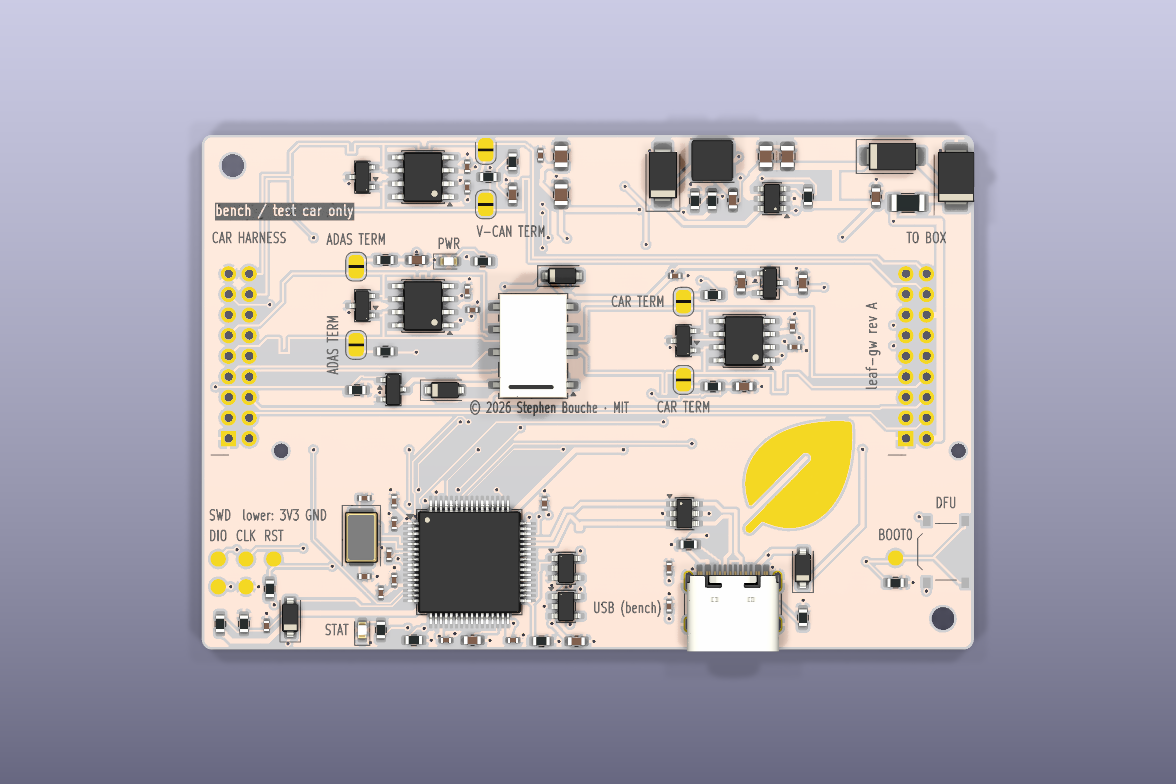 V-CAN TERM
bench / test car only
CAR HARNESS
ADAS TERM
PWR
TO BOX
CAR TERM
ADAS TERM
leaf-gw rev A
© 2026 Stephen Bouche · MIT
CAR TERM
SWD lower: 3V3 GND
DIO CLK RST
DFU
BOOT0
USB (bench)
STAT